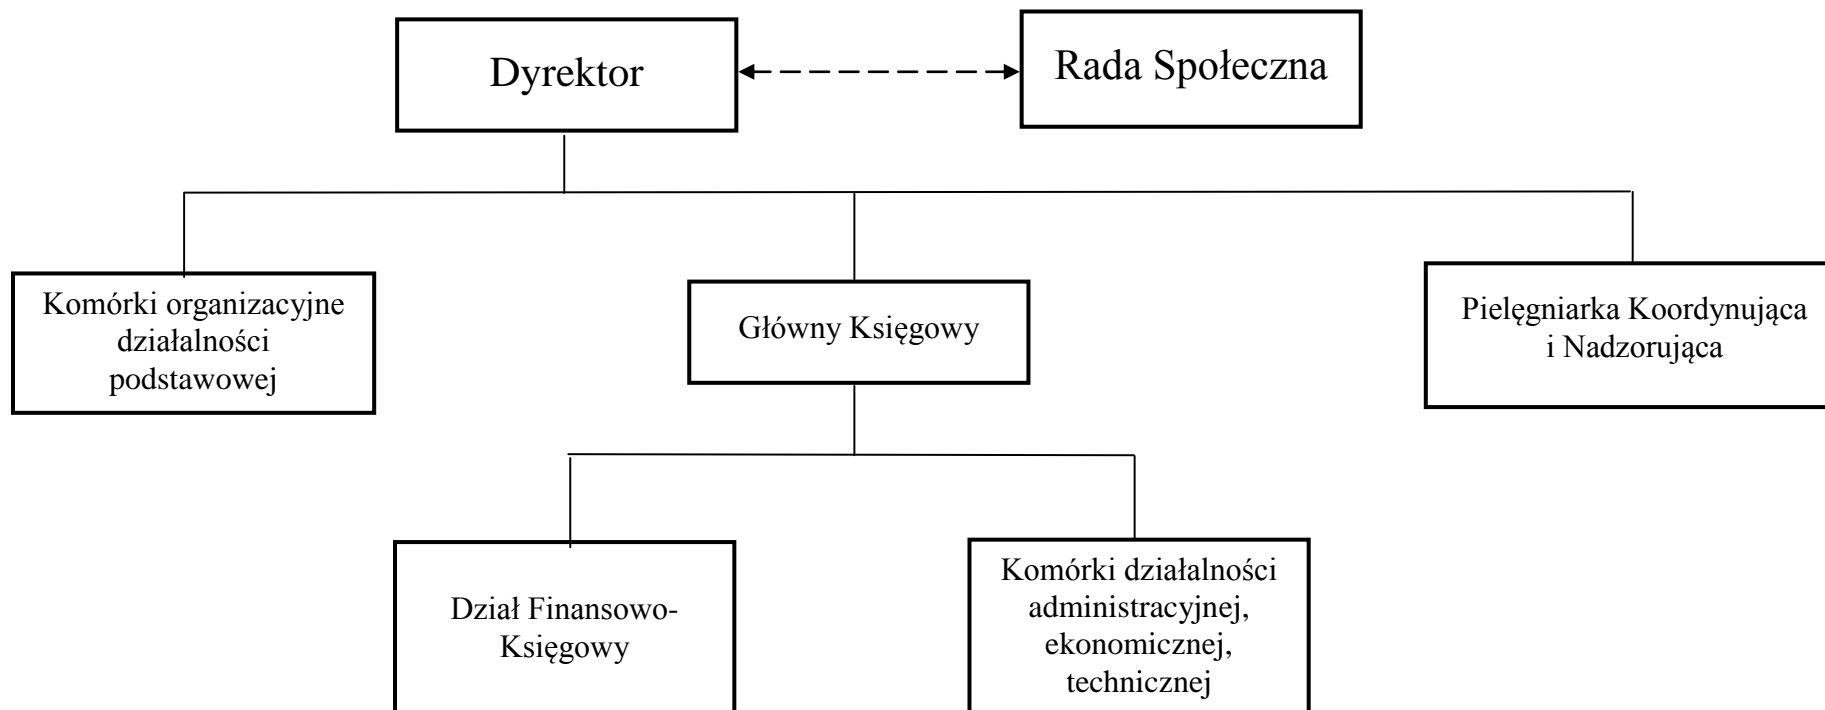 Dyrektor
Rada Społeczna
Komórki organizacyjne
działalności
podstawowej
Główny Księgowy
Pielęgniarka Koordynująca
i Nadzorująca
Dział Finansowo-
Księgowy
Komórki działalności
administracyjnej,
ekonomicznej,
technicznej